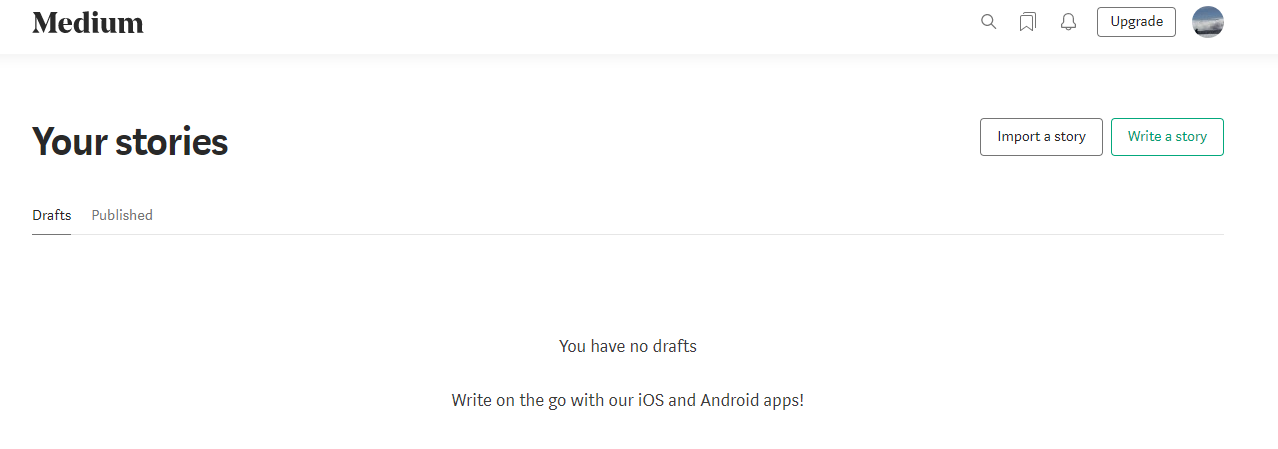 Medium
Upgrade
Your stories
Import a story
Write a story
Drafts Published
You have no drafts
Write on the go with our iOS and Android apps!